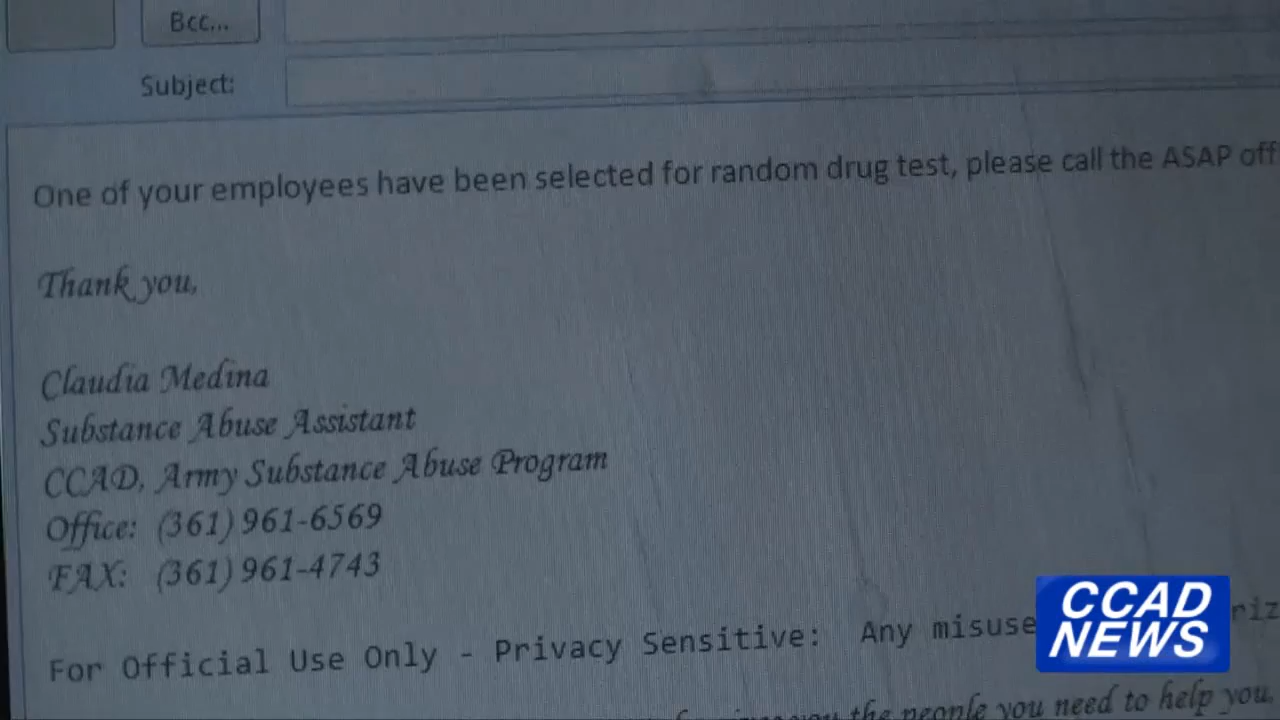 Bcc...
Subject:
One of your employees have been selected for random drug test, please call the ASAP off
Thank you,
Claudia Medina
Substance Abuse Assistant
CCAD, Army Substance Abuse Program
Office: (361) 961-6569
FAX: (361) 961-4743
For Official Use Only - Privacy Sensitive: Any misuse
the people you need to help you.
CCAD
NEWS